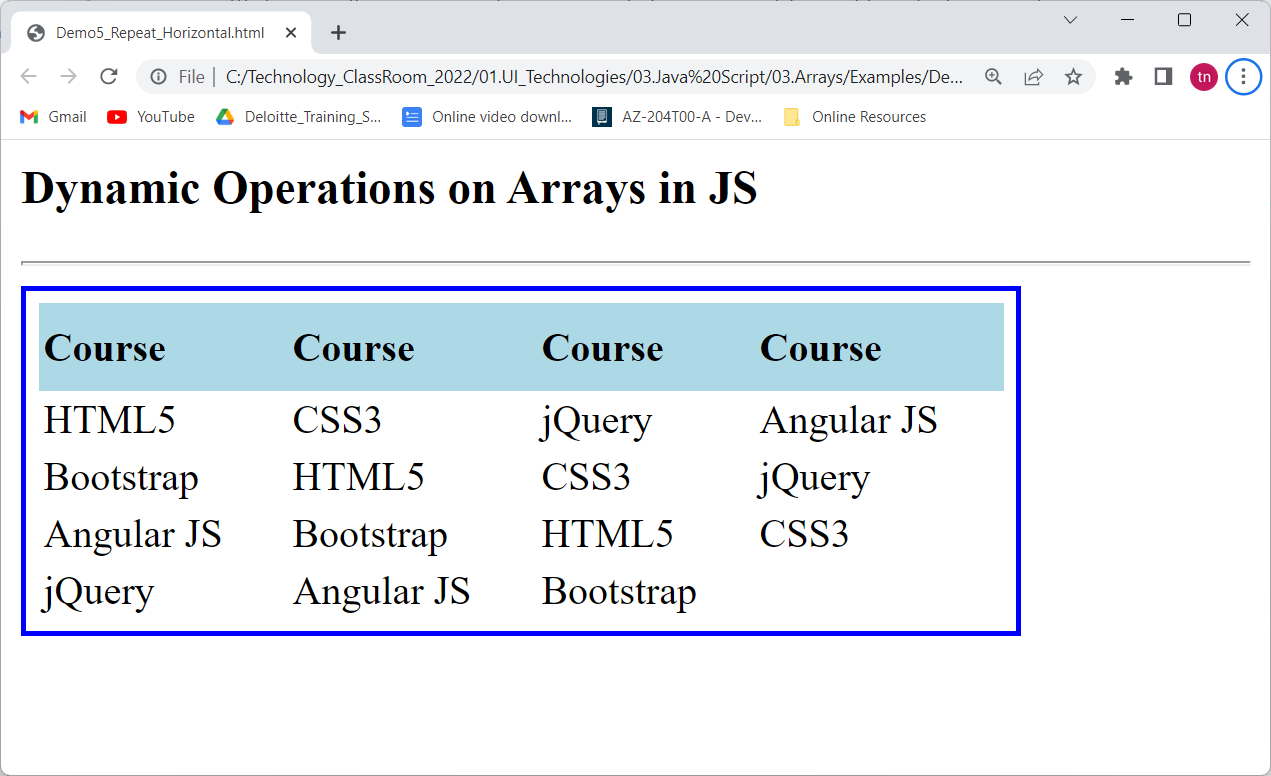 Demo5_Repeat_Horizontal.html
File | C:/Technology_ClassRoom_2022/01.UI_Technologies/03.Java%20Script/03.Arrays/Examples/De... tn
Gmail YouTube Deloitte_Training_S... Online video downl... AZ-204T00-A - Dev... Online Resources
Dynamic Operations on Arrays in JS
Course Course Course Course
HTML5 CSS3 jQuery Angular JS
Bootstrap HTML5 CSS3 jQuery
Angular JS Bootstrap HTML5 CSS3
jQuery Angular JS Bootstrap